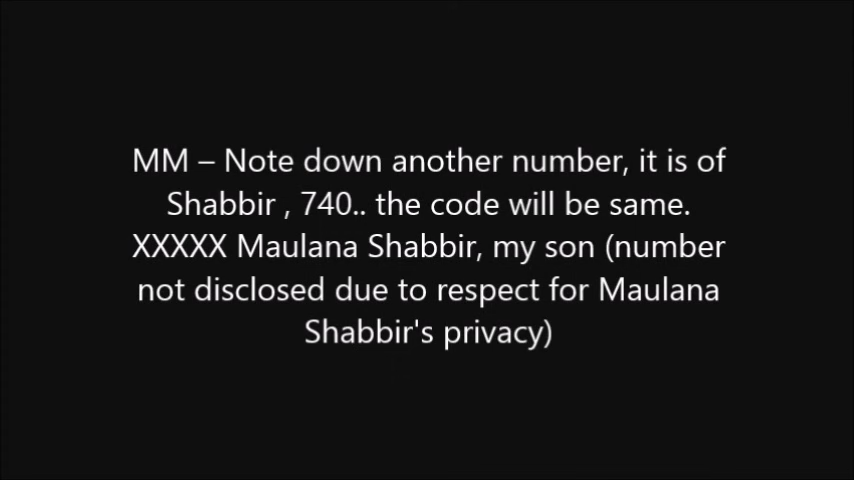 MM – Note down another number, it is of
Shabbir , 740.. the code will be same.
XXXXX Maulana Shabbir, my son (number
not disclosed due to respect for Maulana
Shabbir's privacy)